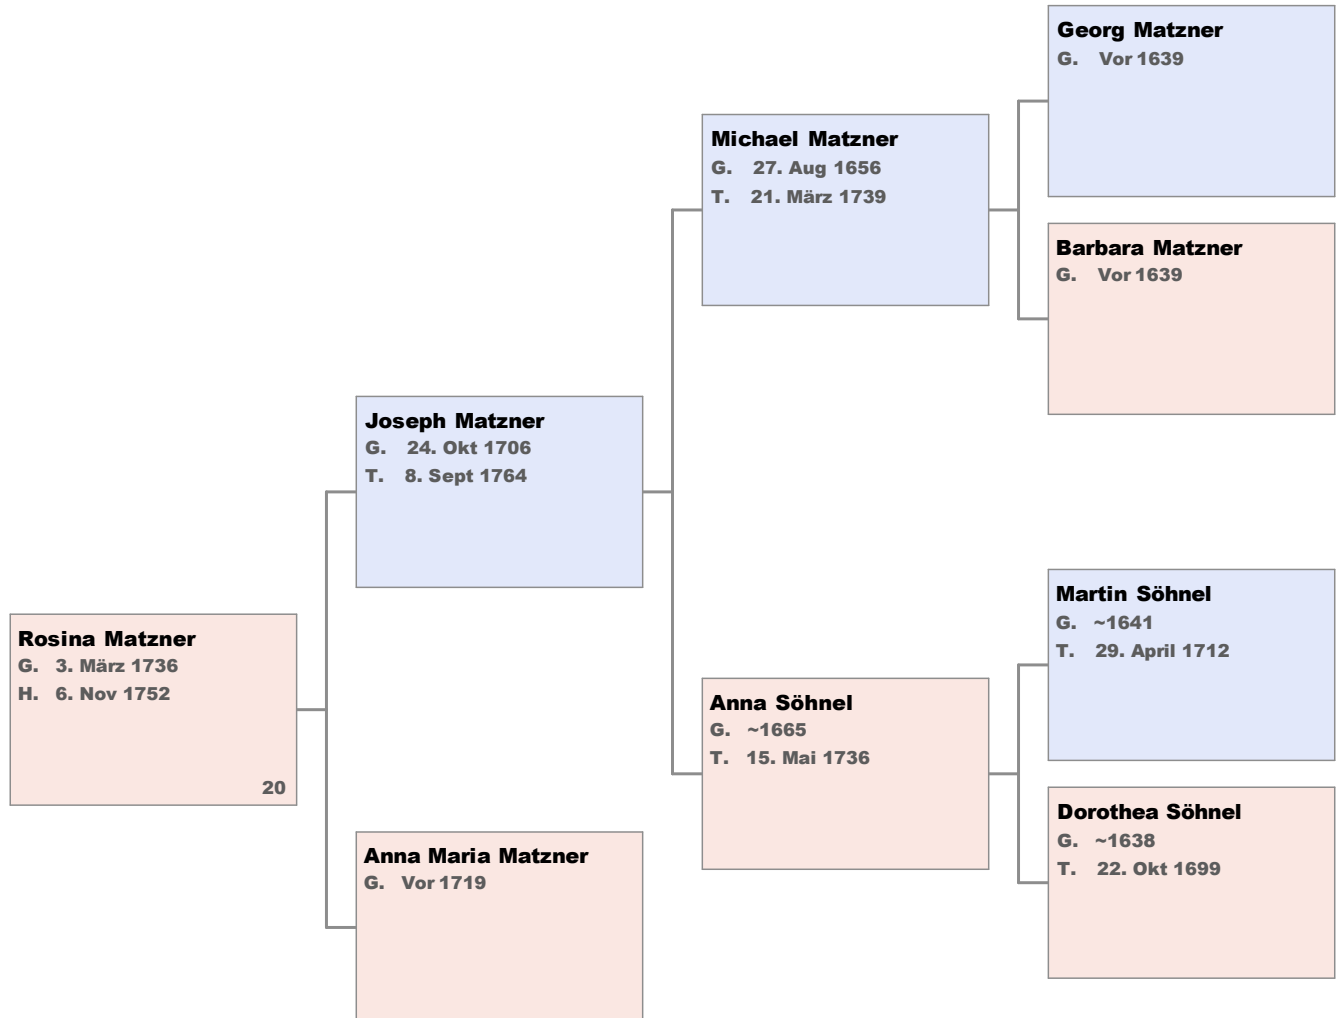 Georg Matzner
G. Vor 1639
Michael Matzner
G. 27. Aug 1656
T. 21. März 1739
Barbara Matzner
G. Vor 1639
Joseph Matzner
G. 24. Okt 1706
T. 8. Sept 1764
Martin Söhnel
G. ~1641
T. 29. April 1712
Rosina Matzner
G. 3. März 1736
H. 6. Nov 1752
20
Anna Söhnel
G. ~1665
T. 15. Mai 1736
Dorothea Söhnel
G. ~1638
T. 22. Okt 1699
Anna Maria Matzner
G. Vor 1719